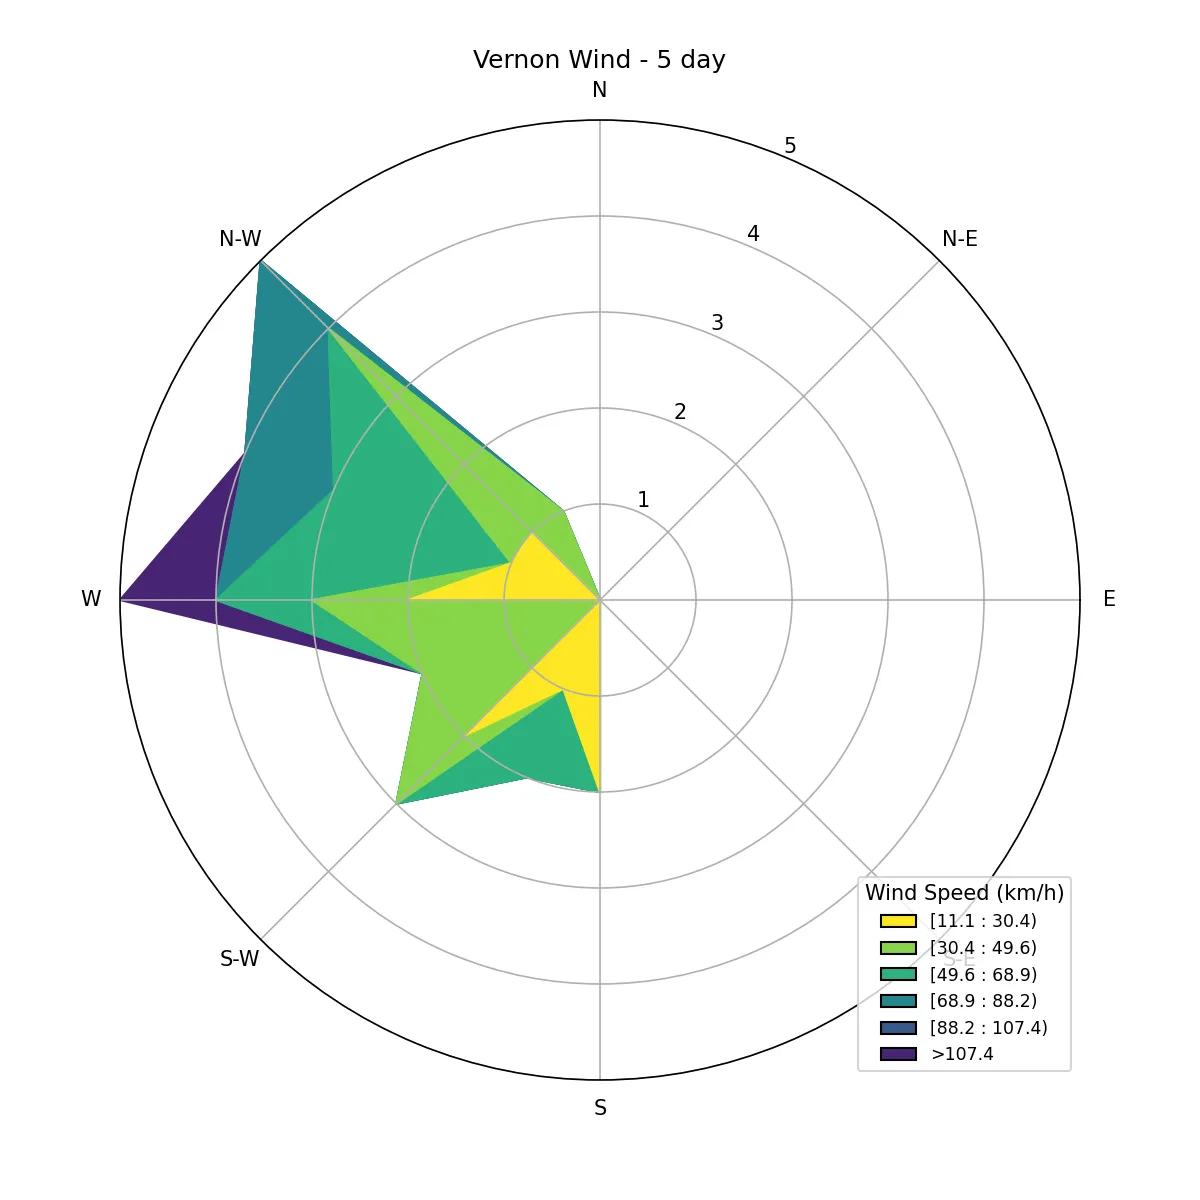 Vernon Wind - 5 day
N
5
4
N-W
N-E
3
2
1
W
E
Wind Speed (km/h)
[11.1 : 30.4)
[30.4 : 49.6)
S-W
S-E
[49.6 : 68.9)
[68.9 : 88.2)
[88.2 : 107.4)
>107.4
S